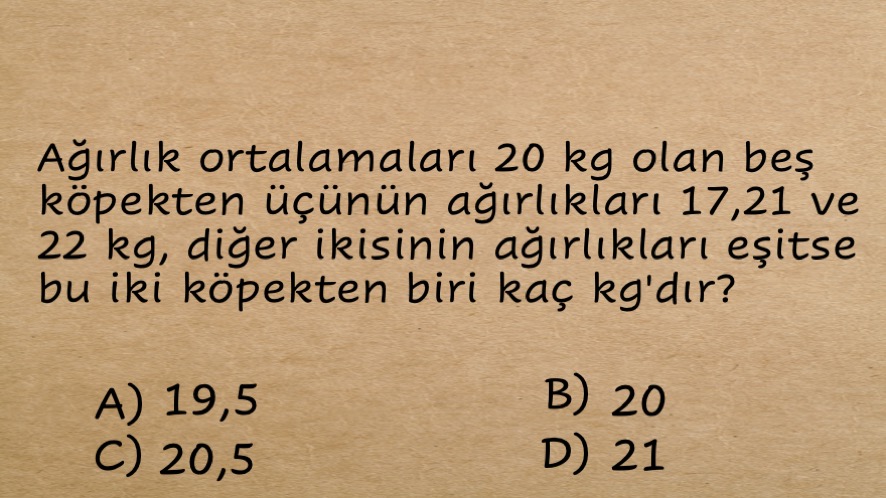 Ağırlık ortalamaları 20 kg olan beş
köpekten üçünün ağırlıkları 17,21 ve
22 kg, diğer ikisinin ağırlıkları eşitse
bu iki köpekten biri kaç kg'dır?
A) 19,5 B) 20
C) 20,5 D) 21